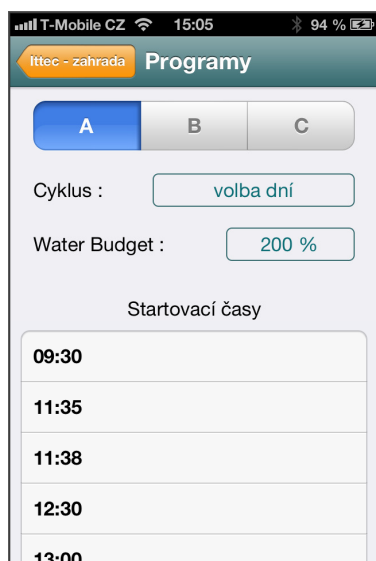 T-Mobile CZ 15:05 94 %
Ittec - zahrada Programy
A B C
Cyklus : volba dní
Water Budget : 200 %
Startovací časy
09:30
11:35
11:38
12:30
13:00